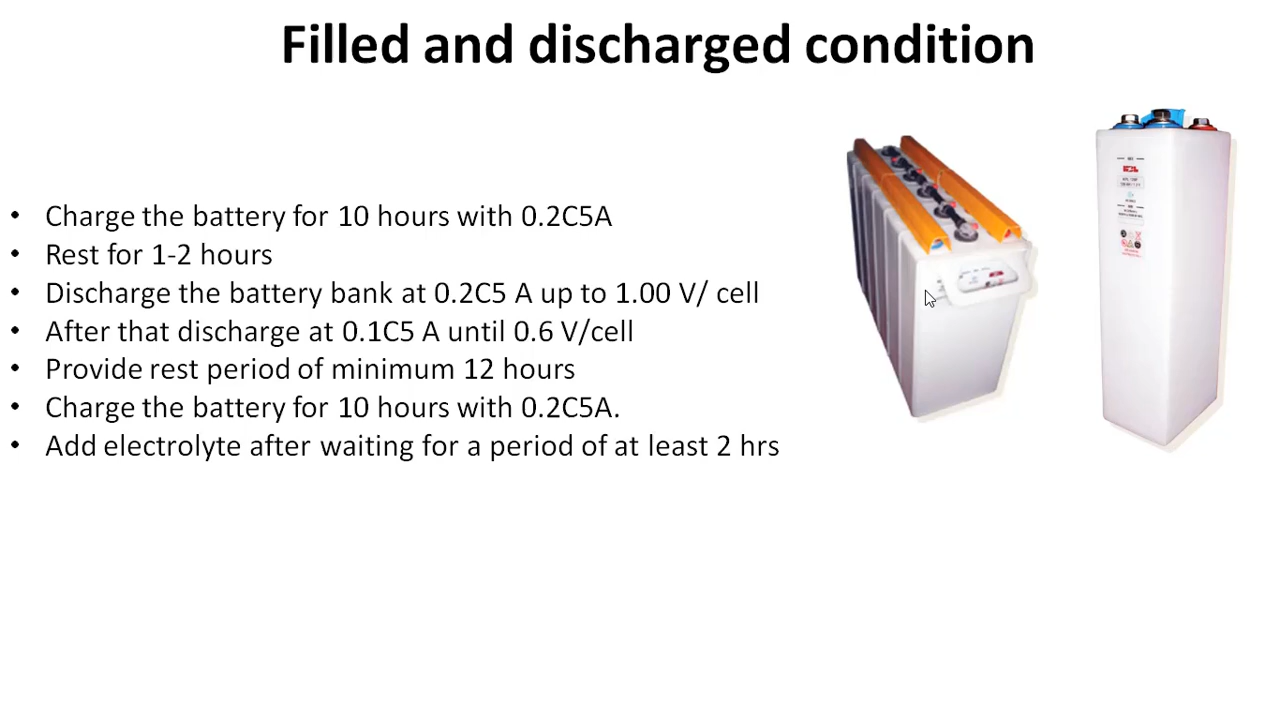 Filled and discharged condition
• Charge the battery for 10 hours with 0.2C5A
• Rest for 1-2 hours
• Discharge the battery bank at 0.2C5 A up to 1.00 V/ cell
• After that discharge at 0.1C5 A until 0.6 V/cell
• Provide rest period of minimum 12 hours
• Charge the battery for 10 hours with 0.2C5A.
• Add electrolyte after waiting for a period of at least 2 hrs